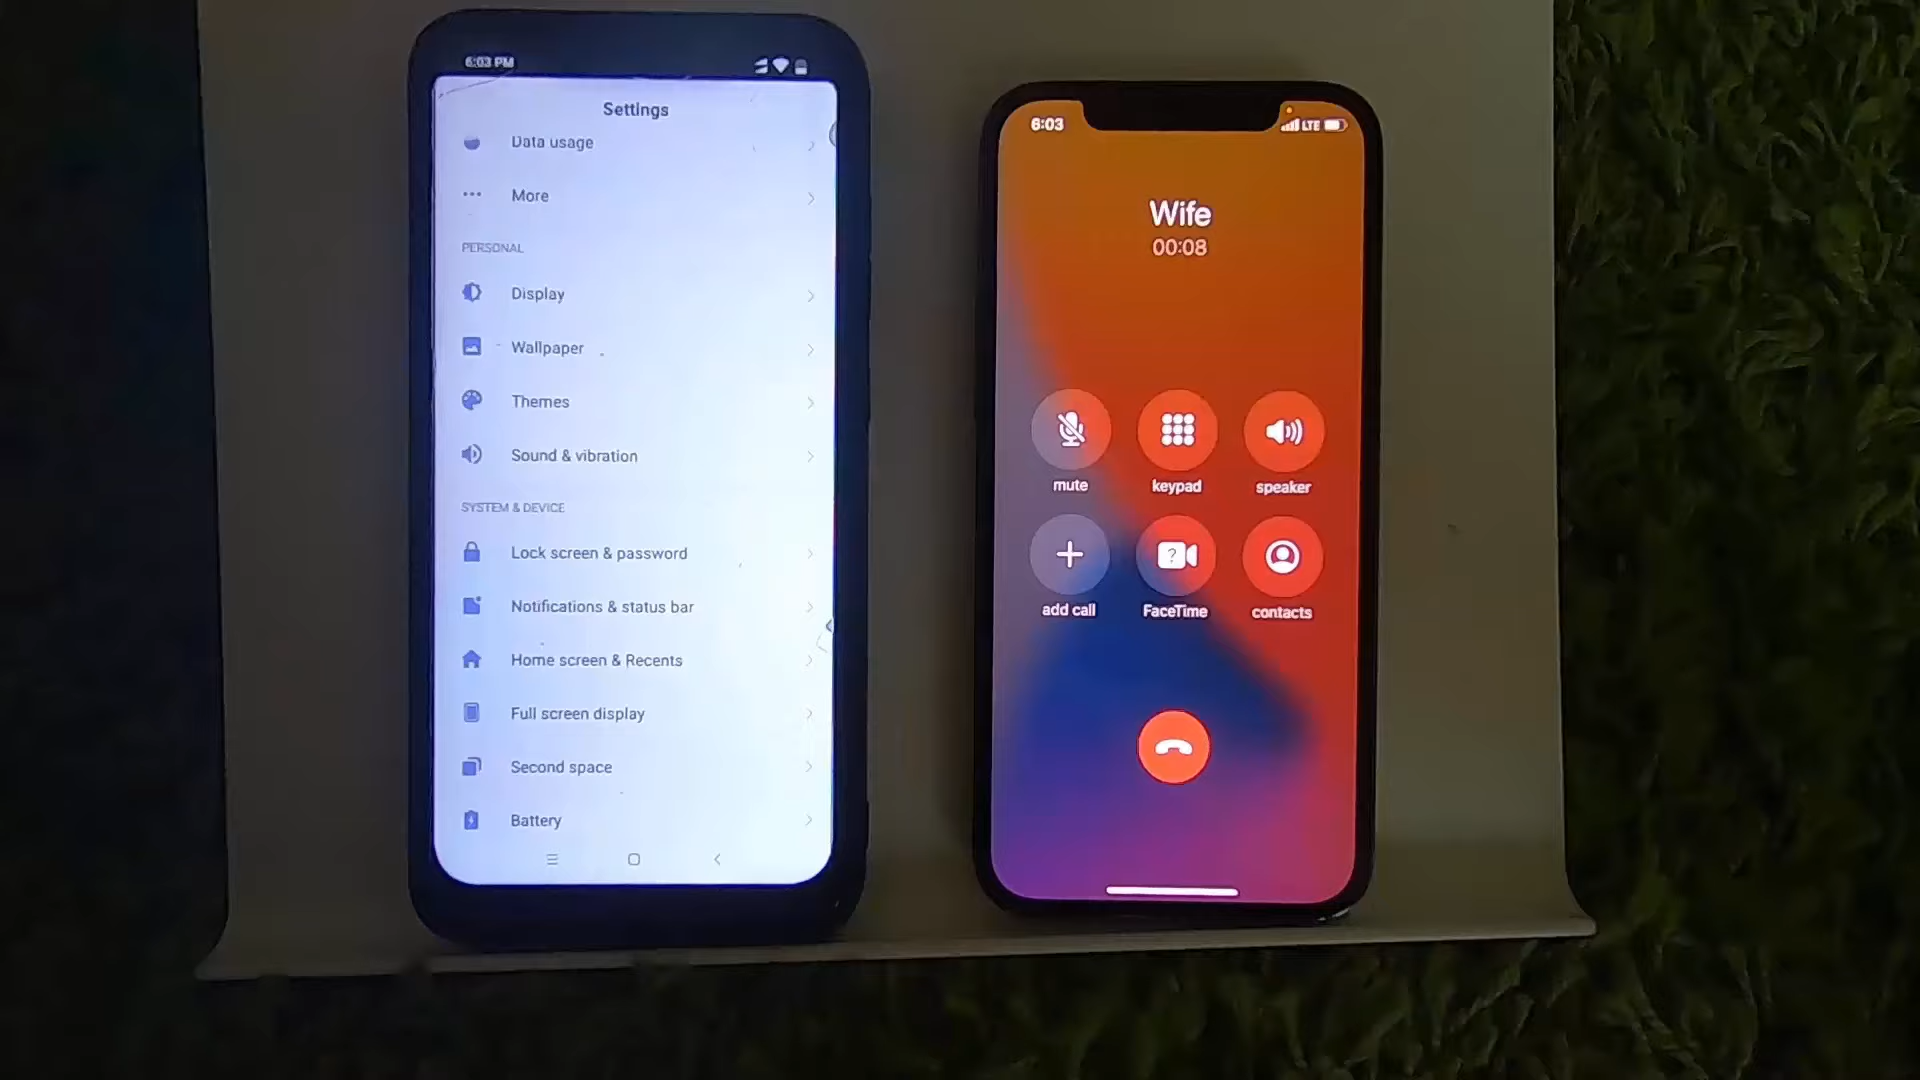 6:03 PM
Settings
Data usage
More
PERSONAL
Display
Wallpaper
Themes
Sound & vibration
SYSTEM & DEVICE
Lock screen & password
Notifications & status bar
Home screen & Recents
Full screen display
Second space
Battery
6:03
LTE
Wife
00:08
mute
keypad
speaker
add call
?
FaceTime
contacts